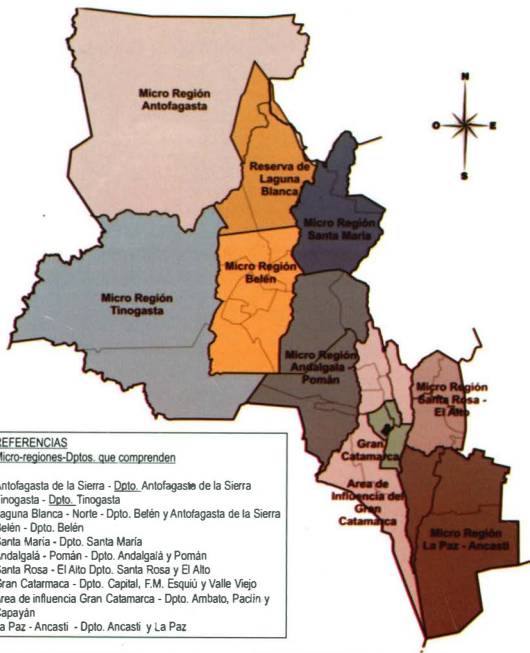 Micro Región
Antofagasta
N
O
E
S
Reserva de
Laguna
Blanca
Micro Región
Santa María
Micro Región
Belén
Micro Región
Tinogasta
Micro Región
Andalgala -
Pomán
Micro Región
Santa Rosa -
El Alto
Gran
Catamarca
Area de
Influencia del
Gran
Catamarca
Micro Región
La Paz - Ancasti
REFERENCIAS
Micro-regiones-Dptos. que comprenden
Antofagasta de la Sierra - Dpto. Antofagasta de la Sierra
Tinogasta - Dpto. Tinogasta
Laguna Blanca - Norte - Dpto. Belén y Antofagasta de la Sierra
Belén - Dpto. Belén
Santa María - Dpto. Santa María
Andalgalá - Pomán - Dpto. Andalgalá y Pomán
Santa Rosa - El Alto Dpto. Santa Rosa y El Alto
Gran Catarmaca - Dpto. Capital, F.M. Esquiú y Valle Viejo
Area de influencia Gran Catamarca - Dpto. Ambato, Paclín y
Capayán
La Paz - Ancasti - Dpto. Ancasti y La Paz